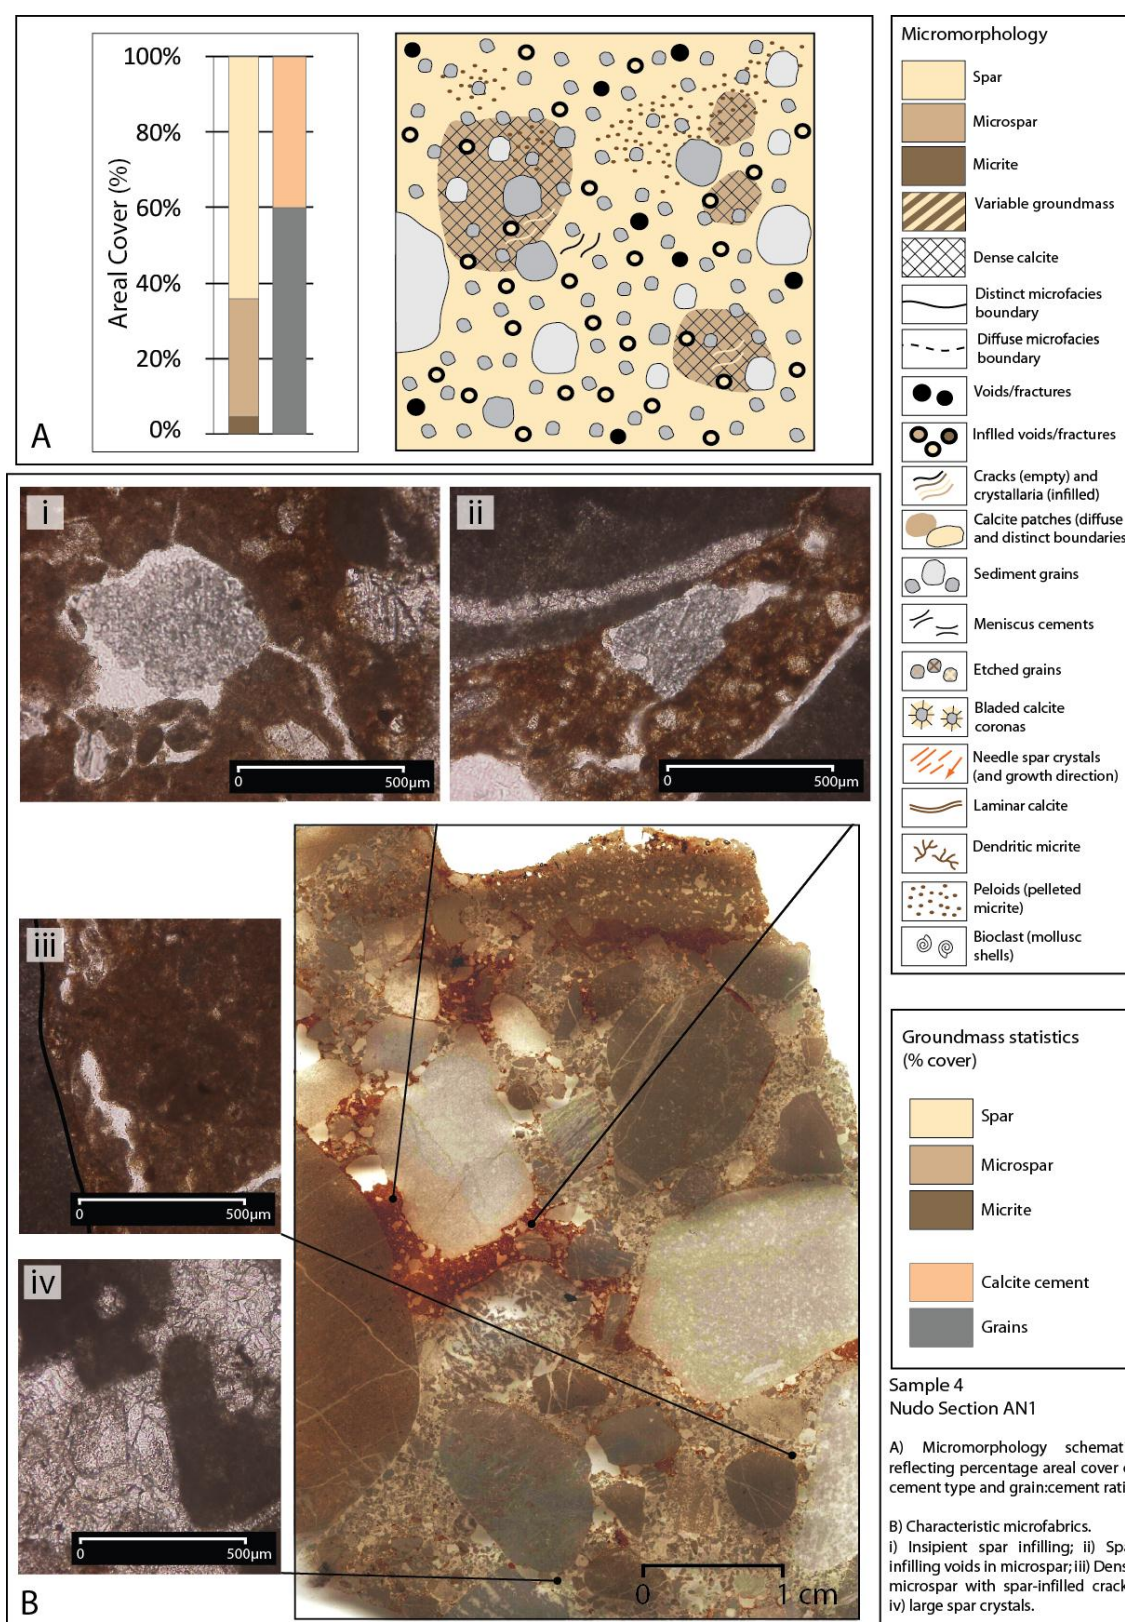 100%
80%
60%
40%
20%
0%
Areal Cover (%)
A
Micromorphology
Spar
Microspar
Micrite
Variable groundmass
Dense calcite
Distinct microfacies
boundary
Diffuse microfacies
boundary
Voids/fractures
Inflled voids/fractures
Cracks (empty) and
crystallaria (infilled)
Calcite patches (diffuse
and distinct boundaries
Sediment grains
Meniscus cements
Etched grains
Bladed calcite
coronas
Needle spar crystals
(and growth direction)
Laminar calcite
Dendritic micrite
Peloids (pelleted
micrite)
Bioclast (mollusc
shells)
i
0 500µm
ii
0 500µm
iii
0 500µm
iv
0 500µm
0 1 cm
B
Groundmass statistics
(% cover)
Spar
Microspar
Micrite
Calcite cement
Grains
Sample 4
Nudo Section AN1
A) Micromorphology schemat
reflecting percentage areal cover
cement type and grain:cement rati
B) Characteristic microfabrics.
i) Insipient spar infilling; ii) Spa
infilling voids in microspar; iii) Dens
microspar with spar-infilled crack
iv) large spar crystals.